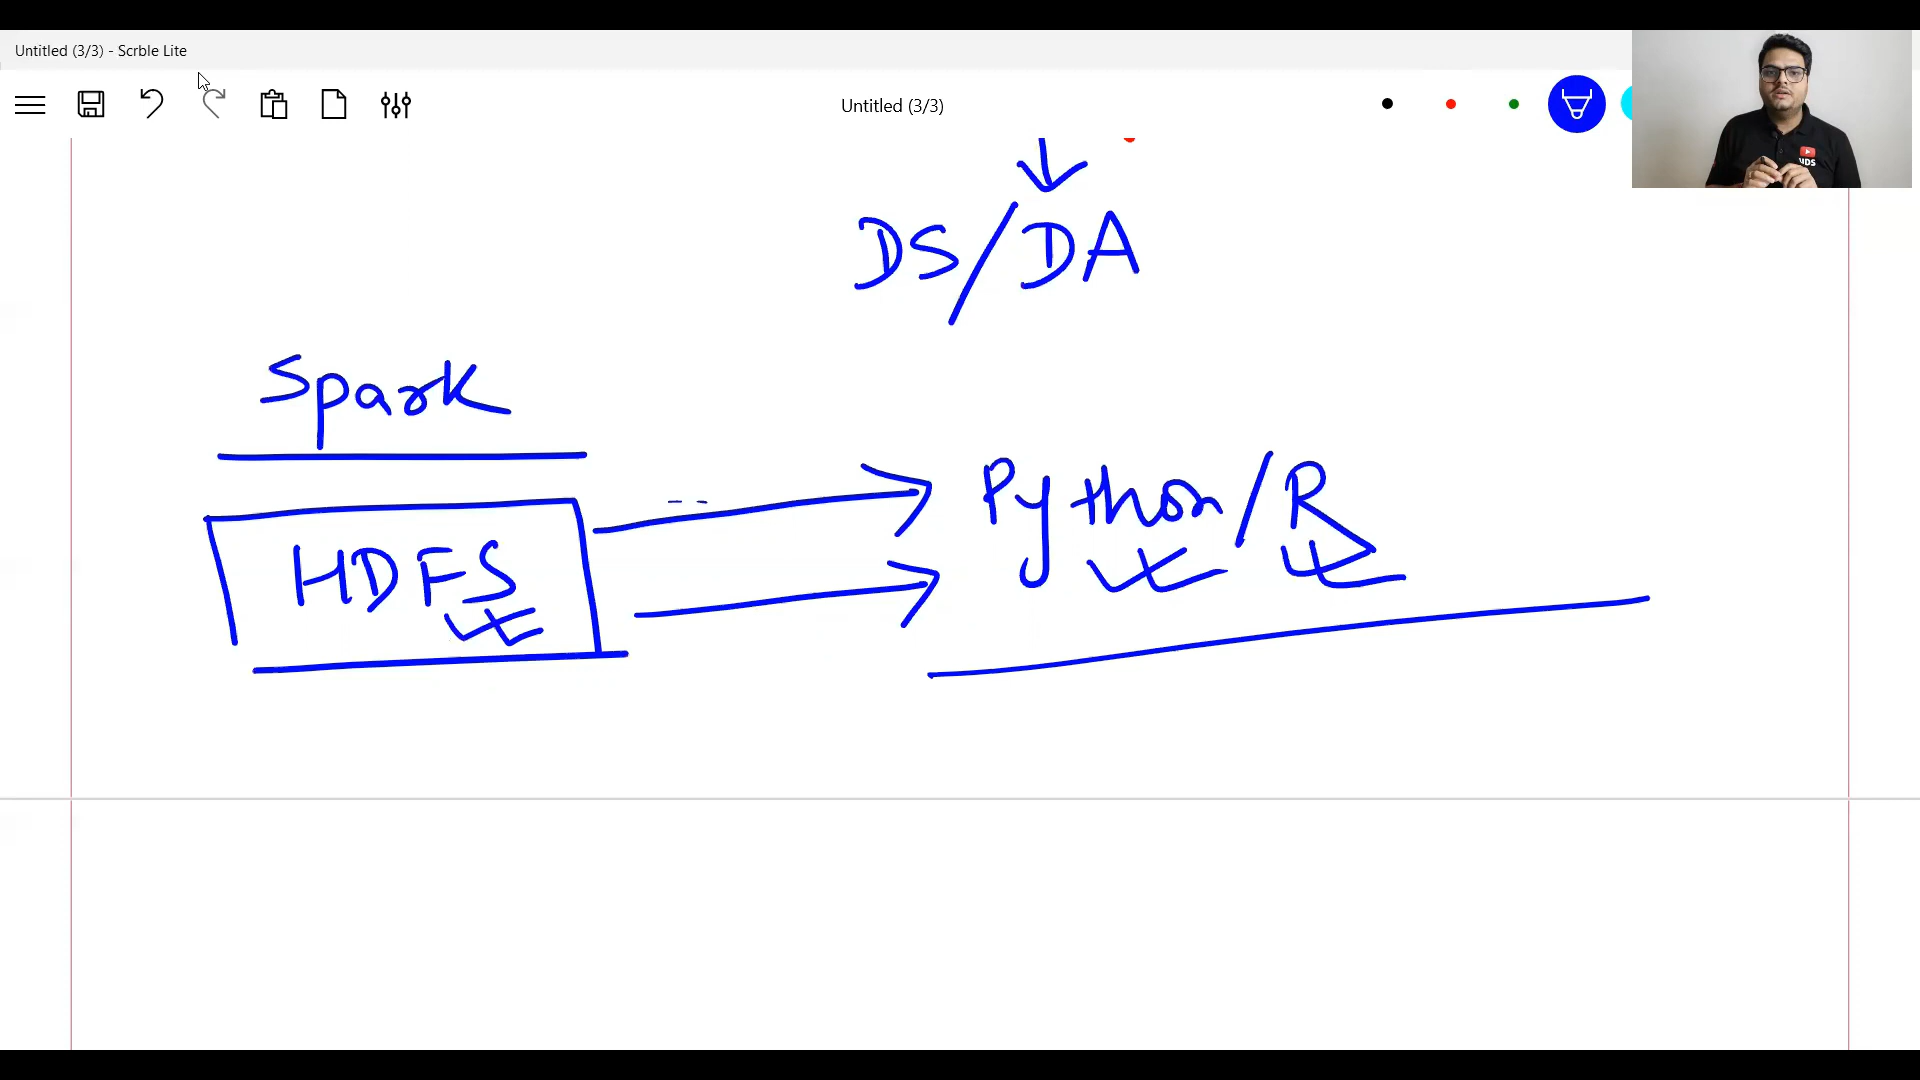 Untitled (3/3) - Scrble Lite
Untitled (3/3)
DS/DA
Spark
Python/R
HDFS